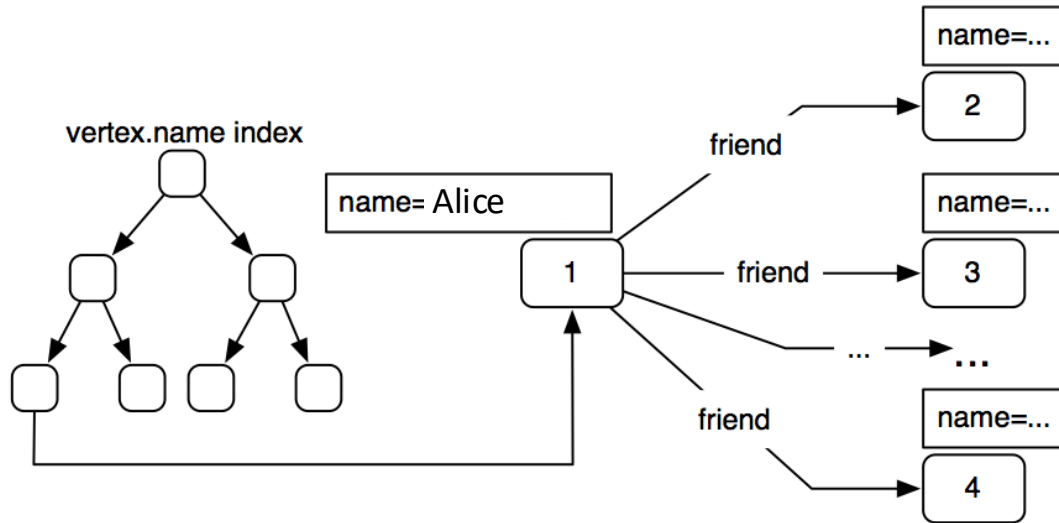 name=...
2
vertex.name index
friend
name= Alice
name=...
1
friend
3
...
...
friend
name=...
4